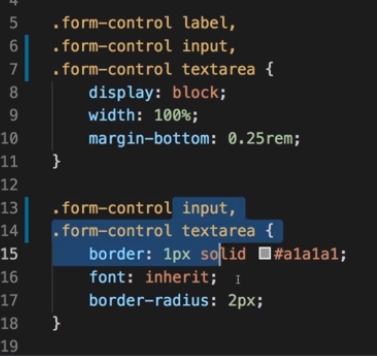 4
5 .form-control label,
6 .form-control input,
7 .form-control textarea {
8 display: block;
9 width: 100%;
10 margin-bottom: 0.25rem;
11 }
12
13 .form-control input,
14 .form-control textarea {
15 border: 1px solid #a1a1a1;
16 font: inherit;
17 border-radius: 2px;
18 }
19